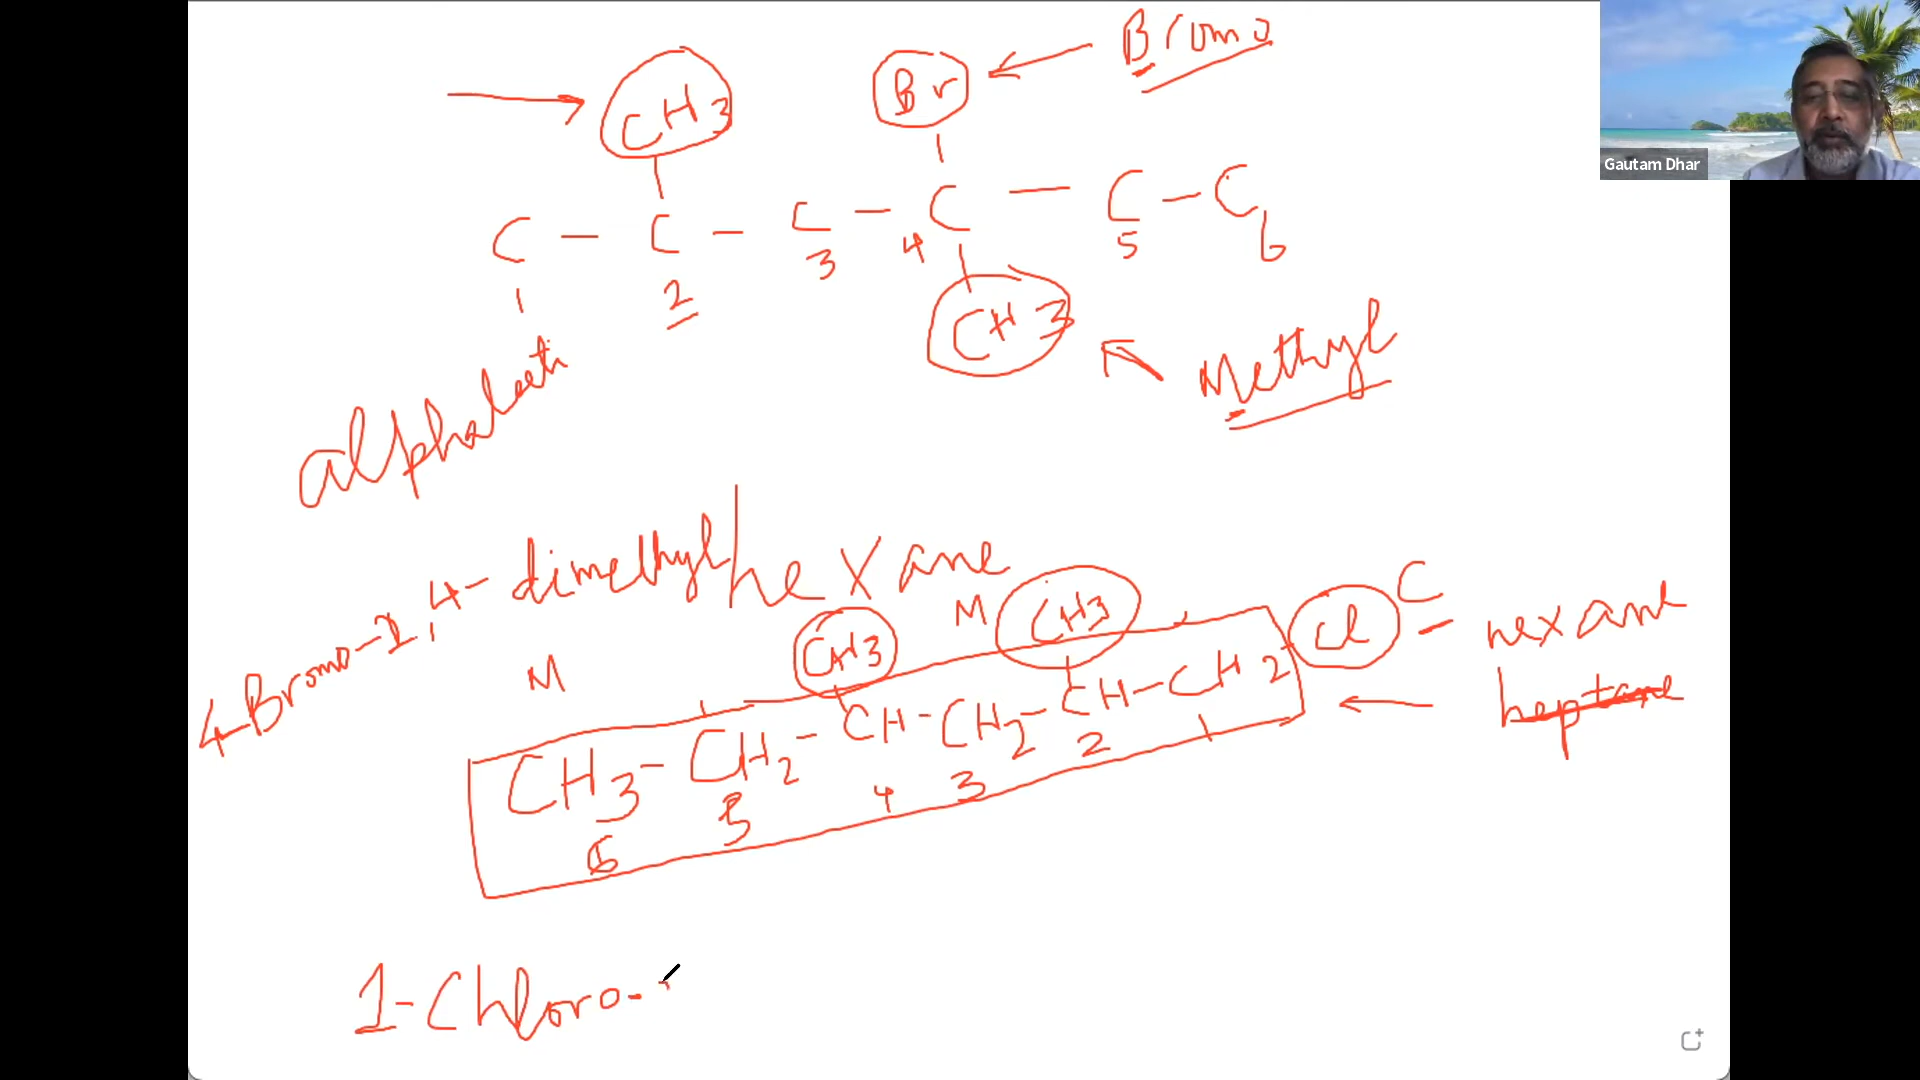 Bromo
CH3 Br
Gautam Dhar
C - C - C - C - C - C
1 2 3 4 5 6
CH3
Methyl
4-Bromo-2,4-dimethyl/hexane
M CH3 M CH3 Cl C
hexane
heptane
CH3-CH2-CH-CH2-CH-CH2
6 5 4 3 2 1
1-Chloro-